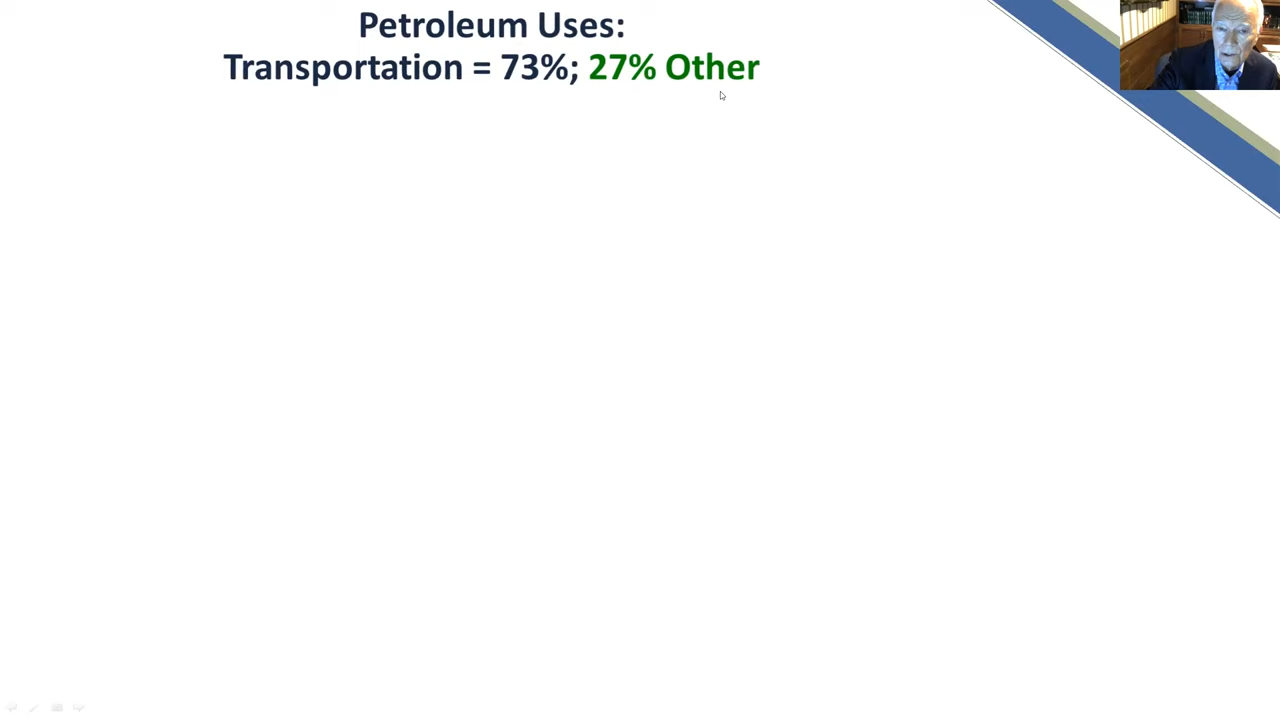 Petroleum Uses:
Transportation = 73%; 27% Other